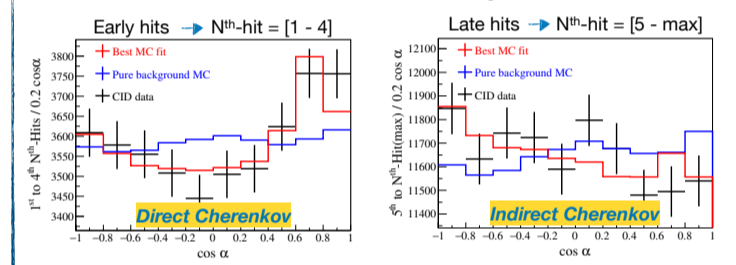 Early hits → Nth-hit = [1 - 4]
Best MC fit
Pure background MC
CID data
1st to 4th Nth-Hits / 0.2 cosα
3800
3750
3700
3650
3600
3550
3500
3450
3400
Direct Cherenkov
−1 −0.8 −0.6 −0.4 −0.2 0 0.2 0.4 0.6 0.8 1
cos α
Late hits → Nth-hit = [5 - max]
Best MC fit
Pure background MC
CID data
5th to Nth-Hit(max) / 0.2 cos α
12100
12000
11900
11800
11700
11600
11500
11400
Indirect Cherenkov
−1 −0.8 −0.6 −0.4 −0.2 0 0.2 0.4 0.6 0.8 1
cos α